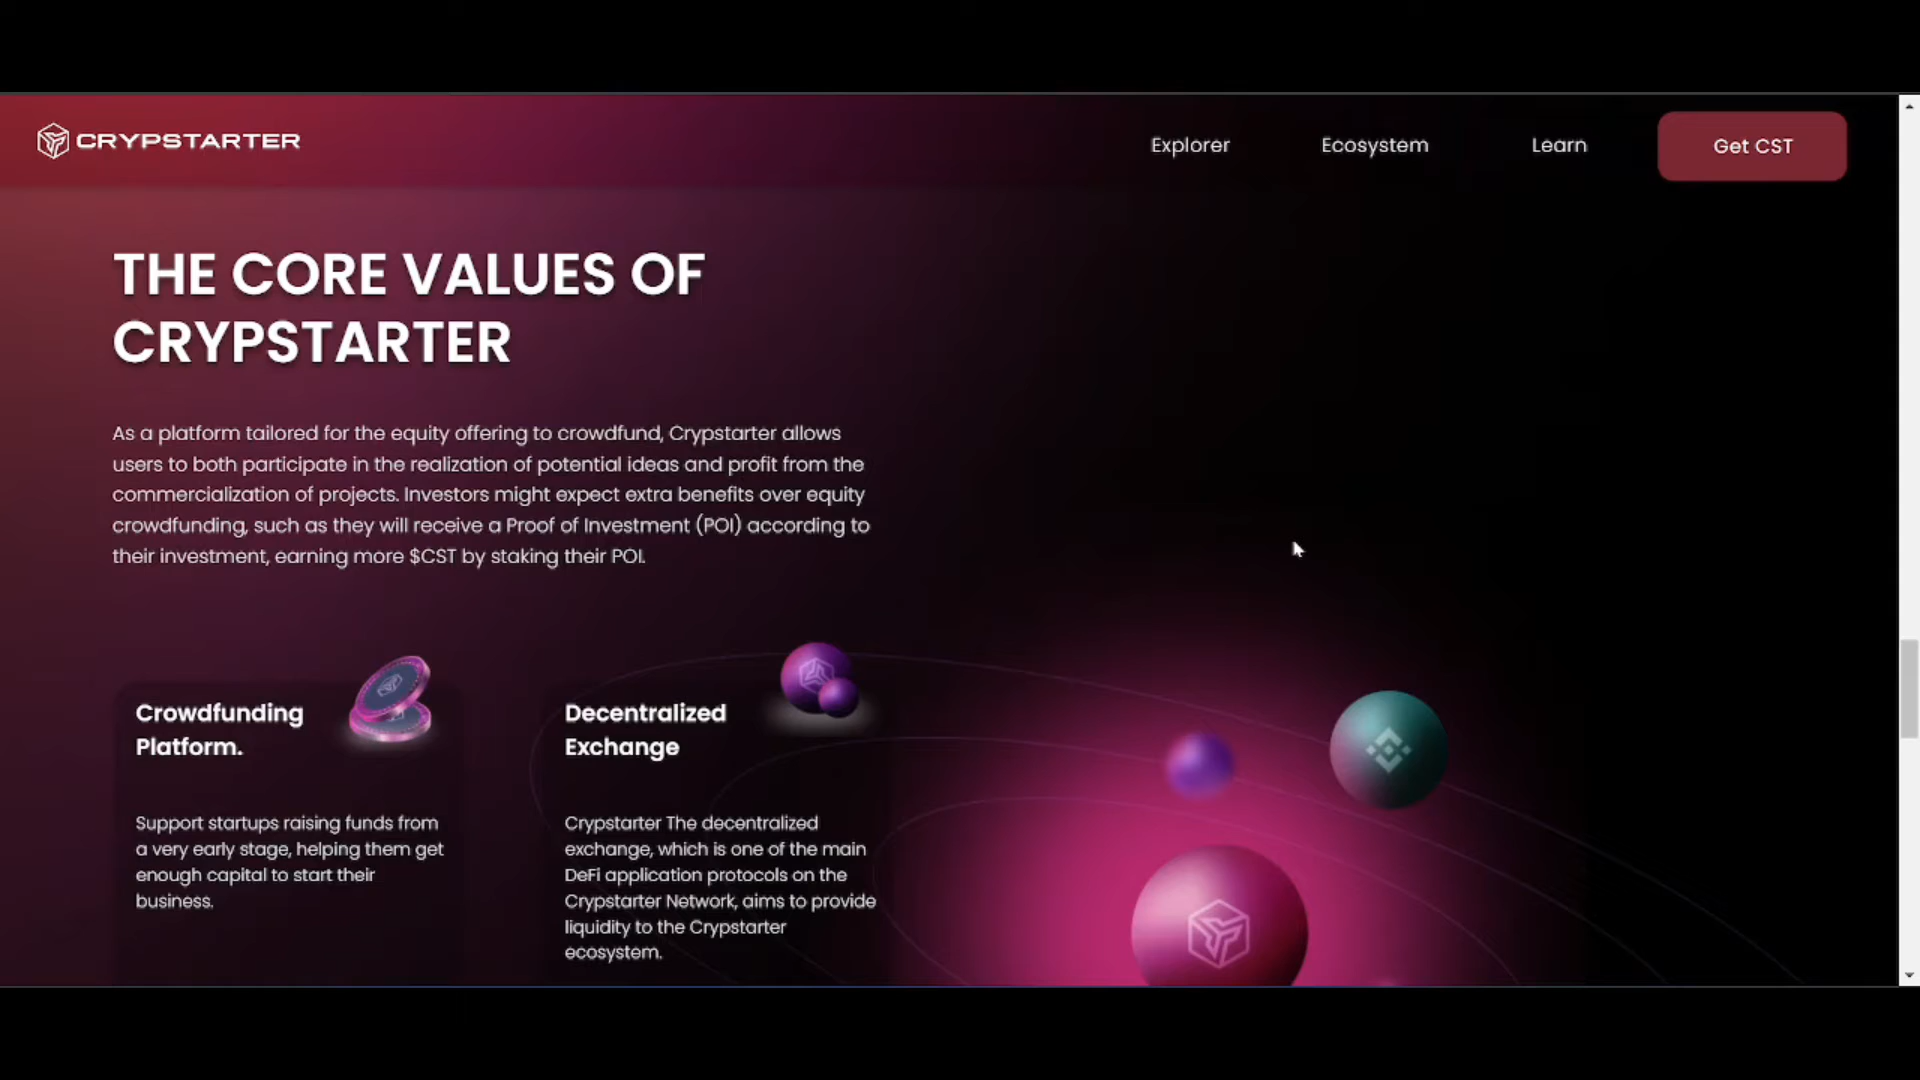 CRYPSTARTER
Explorer
Ecosystem
Learn
Get CST
THE CORE VALUES OF
CRYPSTARTER
As a platform tailored for the equity offering to crowdfund, Crypstarter allows
users to both participate in the realization of potential ideas and profit from the
commercialization of projects. Investors might expect extra benefits over equity
crowdfunding, such as they will receive a Proof of Investment (POI) according to
their investment, earning more $CST by staking their POI.
Crowdfunding
Platform.
Support startups raising funds from
a very early stage, helping them get
enough capital to start their
business.
Decentralized
Exchange
Crypstarter The decentralized
exchange, which is one of the main
DeFi application protocols on the
Crypstarter Network, aims to provide
liquidity to the Crypstarter
ecosystem.